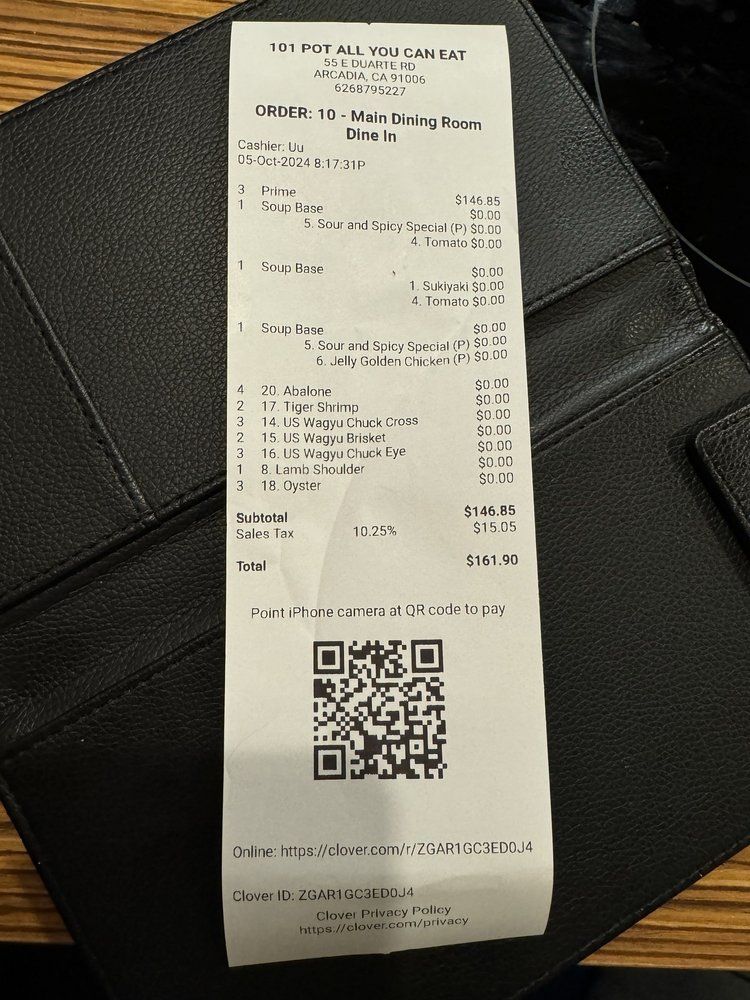 101 POT ALL YOU CAN EAT
55 E DUARTE RD
ARCADIA, CA 91006
6268795227
ORDER: 10 - Main Dining Room
Dine In
Cashier: Uu
05-Oct-2024 8:17:31P
3 Prime $146.85
1 Soup Base $0.00
5. Sour and Spicy Special (P) $0.00
4. Tomato $0.00
1 Soup Base $0.00
1. Sukiyaki $0.00
4. Tomato $0.00
1 Soup Base $0.00
5. Sour and Spicy Special (P) $0.00
6. Jelly Golden Chicken (P) $0.00
4 20. Abalone $0.00
2 17. Tiger Shrimp $0.00
3 14. US Wagyu Chuck Cross $0.00
2 15. US Wagyu Brisket $0.00
3 16. US Wagyu Chuck Eye $0.00
1 8. Lamb Shoulder $0.00
3 18. Oyster $0.00
Subtotal $146.85
Sales Tax 10.25% $15.05
Total $161.90
Point iPhone camera at QR code to pay
Online: https://clover.com/r/ZGAR1GC3ED0J4
Clover ID: ZGAR1GC3ED0J4
Clover Privacy Policy
https://clover.com/privacy